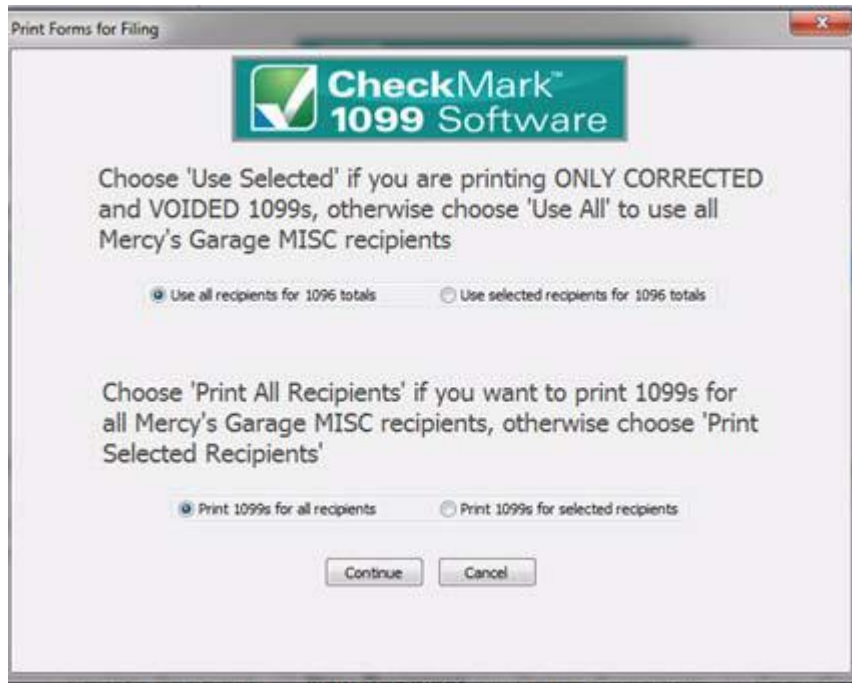 Print Forms for Filing
CheckMark™
1099 Software
Choose 'Use Selected' if you are printing ONLY CORRECTED
and VOIDED 1099s, otherwise choose 'Use All' to use all
Mercy's Garage MISC recipients
Use all recipients for 1096 totals Use selected recipients for 1096 totals
Choose 'Print All Recipients' if you want to print 1099s for
all Mercy's Garage MISC recipients, otherwise choose 'Print
Selected Recipients'
Print 1099s for all recipients Print 1099s for selected recipients
Continue Cancel